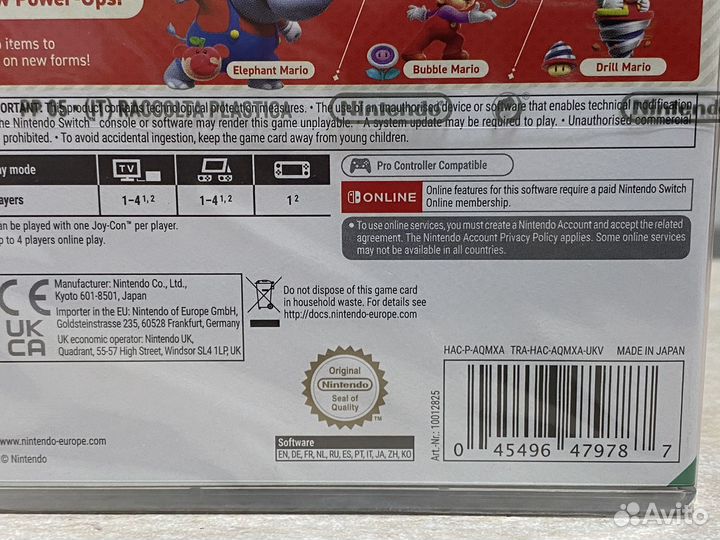 w Power-Ups!
o items to
on new forms!
Elephant Mario
Bubble Mario
Drill Mario
05 (IT) RACCOLTA PLASTICA
Nintendo
Nintendo
ORTANT: This product contains technological protection measures. • The use of an unauthorised device or software that enables technical modification
he Nintendo Switch console or software may render this game unplayable. • A system update may be required to play. • Unauthorised commercial
prohibited. • To avoid accidental ingestion, keep the game card away from young children.
ay mode
TV
ayers
1-4 1, 2
1-4 1, 2
1 2
an be played with one Joy-Con™ per player.
p to 4 players online play.
Pro Controller Compatible
ONLINE
Online features for this software require a paid Nintendo Switch
Online membership.
• To use online services, you must create a Nintendo Account and accept the related
agreement. The Nintendo Account Privacy Policy applies. Some online services
may not be available in all countries.
CE
UK
CA
Manufacturer: Nintendo Co., Ltd.,
Kyoto 601-8501, Japan
Importer in the EU: Nintendo of Europe GmbH,
Goldsteinstrasse 235, 60528 Frankfurt, Germany
UK economic operator: Nintendo UK,
Quadrant, 55-57 High Street, Windsor SL4 1LP, UK
Do not dispose of this game card
in household waste. For details see
http://docs.nintendo-europe.com
Original
Nintendo
Seal of
Quality
HAC-P-AQMXA TRA-HAC-AQMXA-UKV MADE IN JAPAN
Art.-Nr.: 10012825
0 45496 47978 7
www.nintendo-europe.com
© Nintendo
Software
EN, DE, FR, NL, RU, ES, PT, IT, JA, ZH, KO
Avito